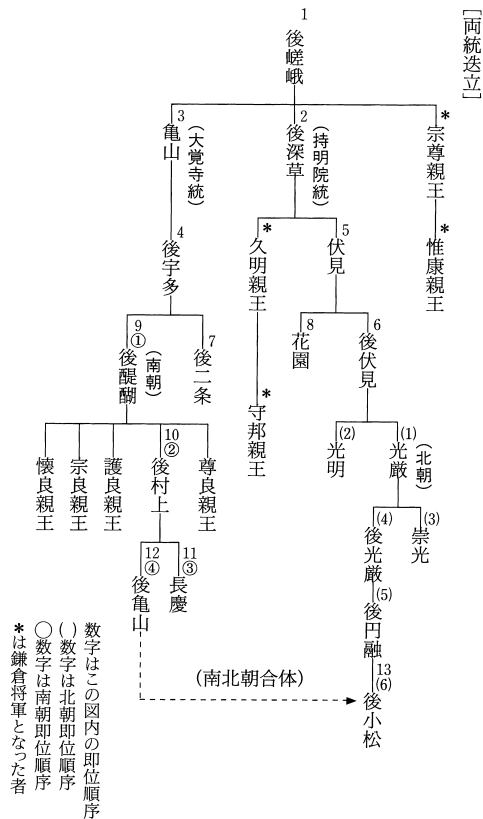 ［両統迭立］
1
後嵯峨
*
宗尊親王
*
惟康親王
2
後深草
（持明院統）
3
亀山
（大覚寺統）
5
伏見
*
久明親王
*
守邦親王
4
後宇多
6
後伏見
8
花園
7
後二条
9
①
後醍醐
（南朝）
(1)
光厳
（北朝）
(2)
光明
(3)
崇光
(4)
後光厳
(5)
後円融
13
(6)
後小松
尊良親王
10
②
後村上
護良親王
宗良親王
懐良親王
11
③
長慶
12
④
後亀山
（南北朝合体）
数字はこの図内の即位順序
( )数字は北朝即位順序
○数字は南朝即位順序
*は鎌倉将軍となった者